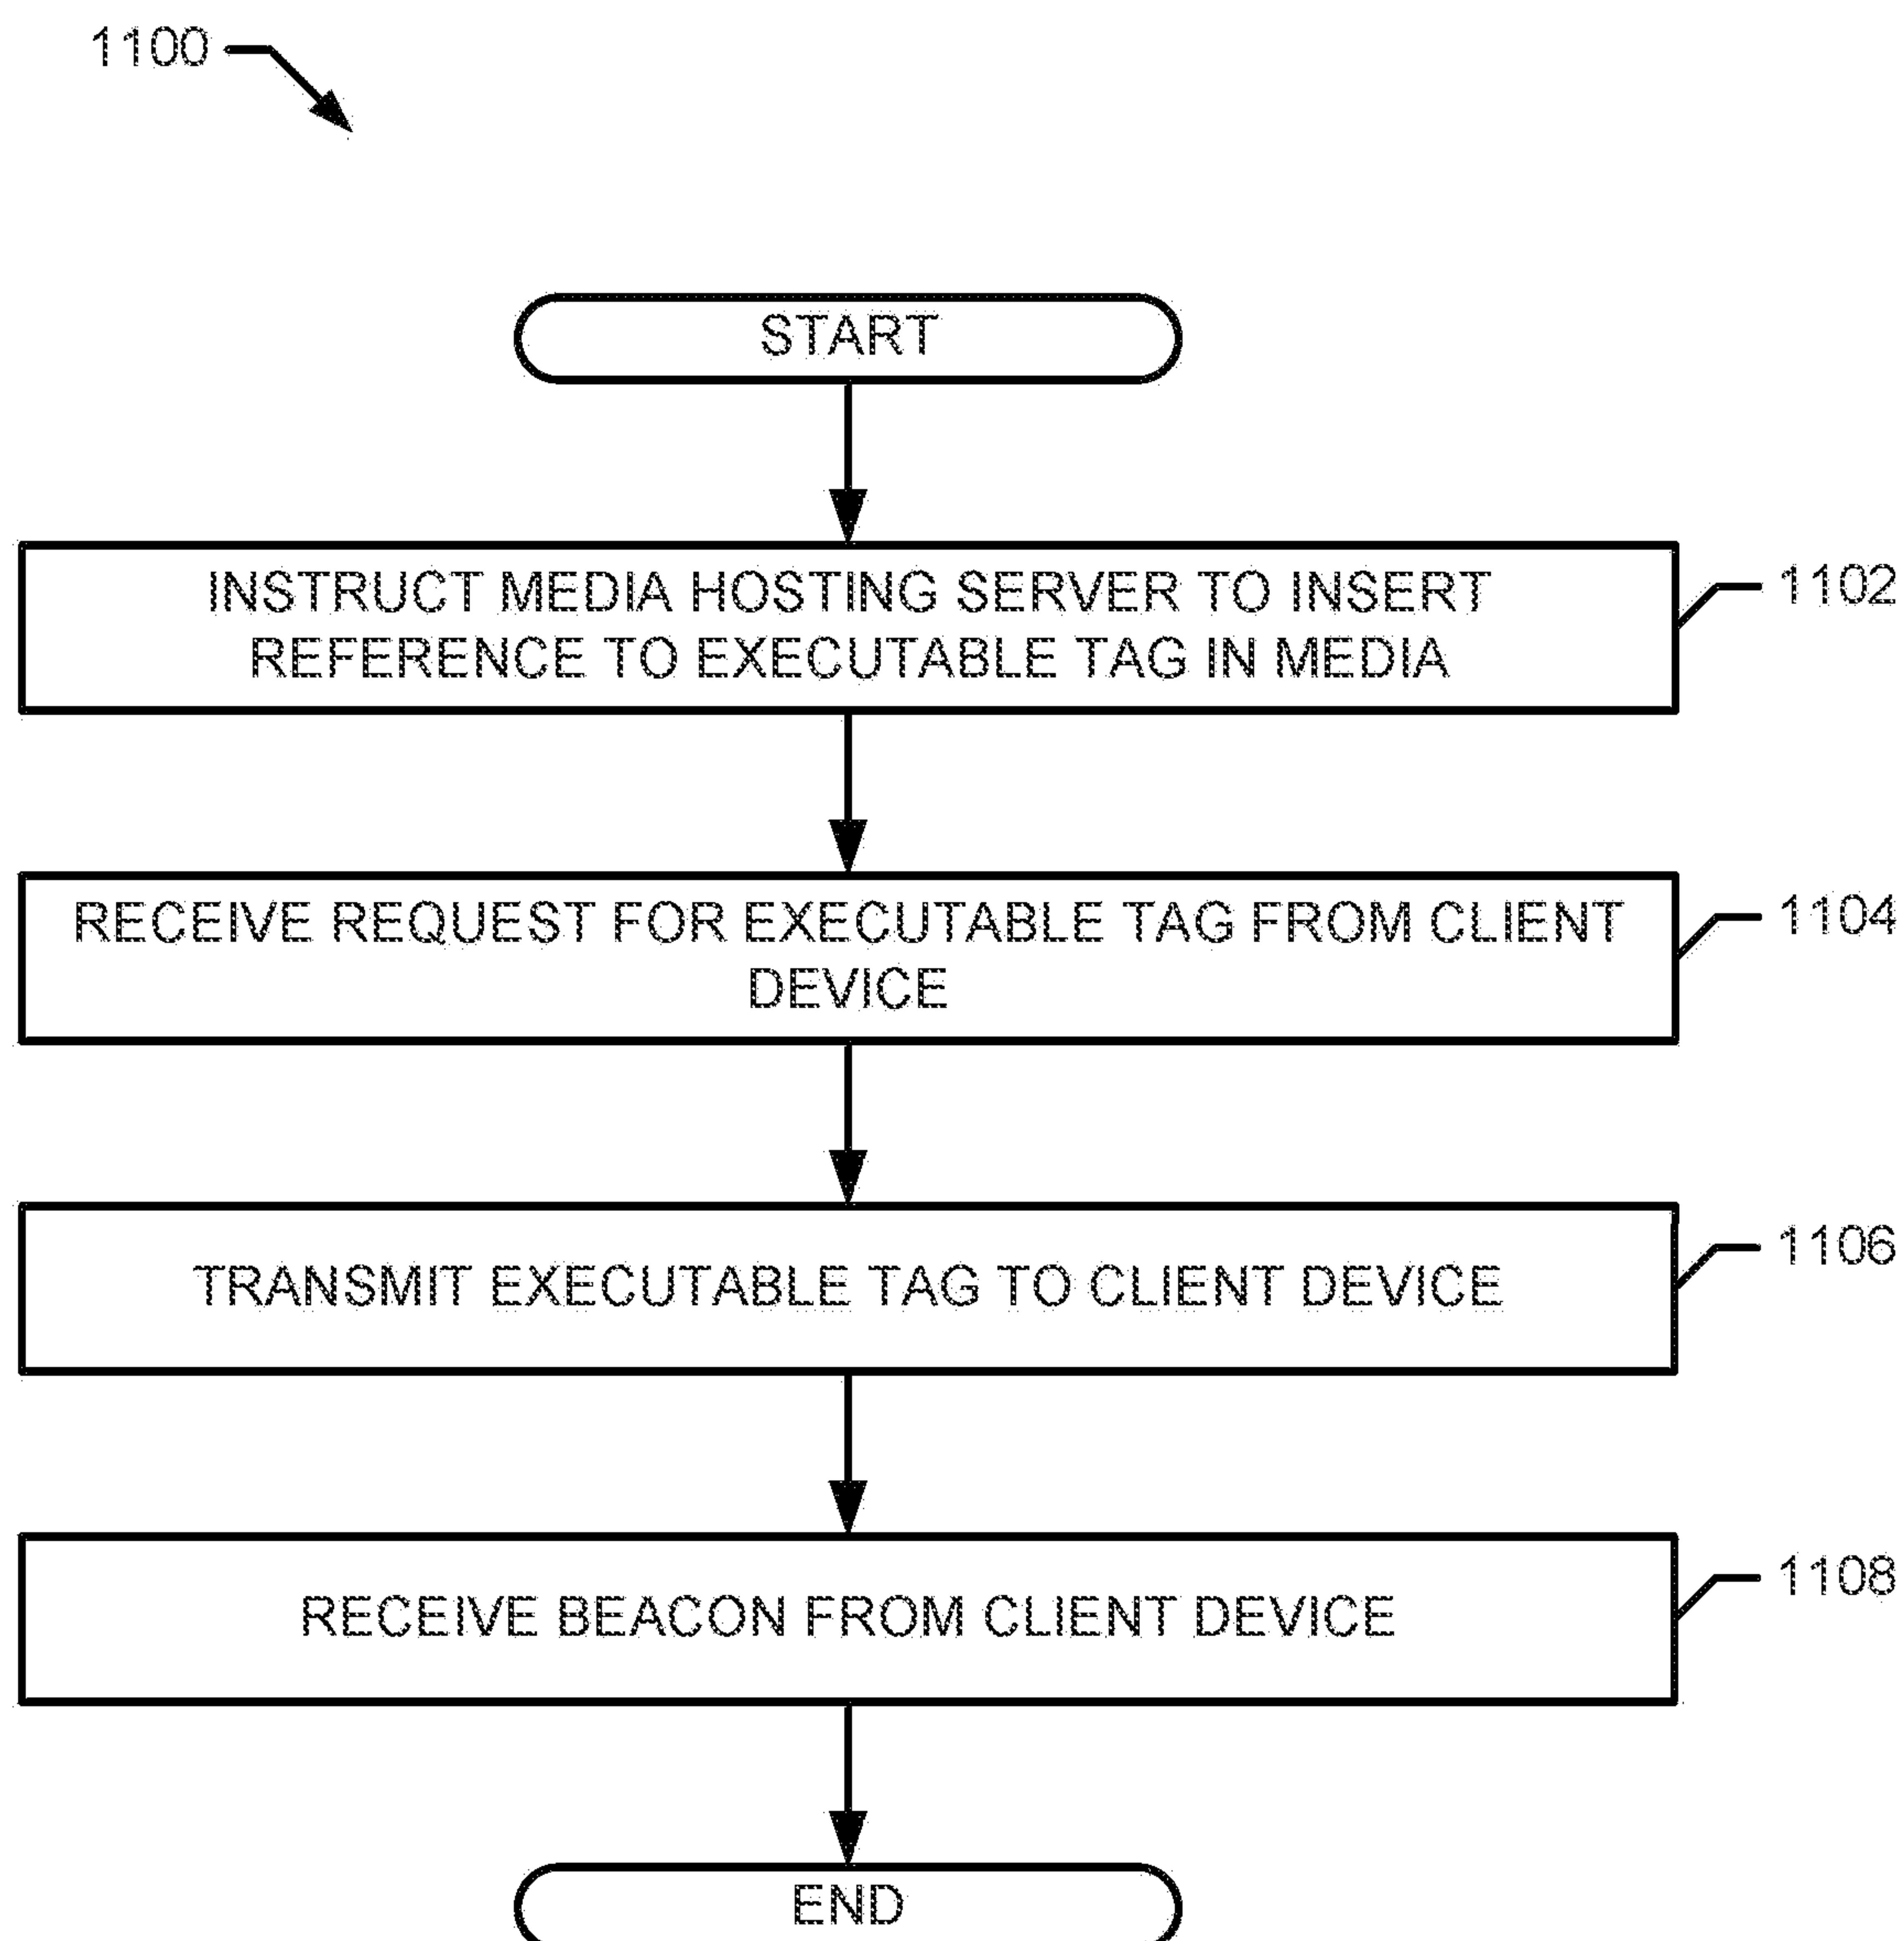 1100
START
INSTRUCT MEDIA HOSTING SERVER TO INSERT
REFERENCE TO EXECUTABLE TAG IN MEDIA
1102
RECEIVE REQUEST FOR EXECUTABLE TAG FROM CLIENT
DEVICE
1104
TRANSMIT EXECUTABLE TAG TO CLIENT DEVICE
1106
RECEIVE BEACON FROM CLIENT DEVICE
1108
END